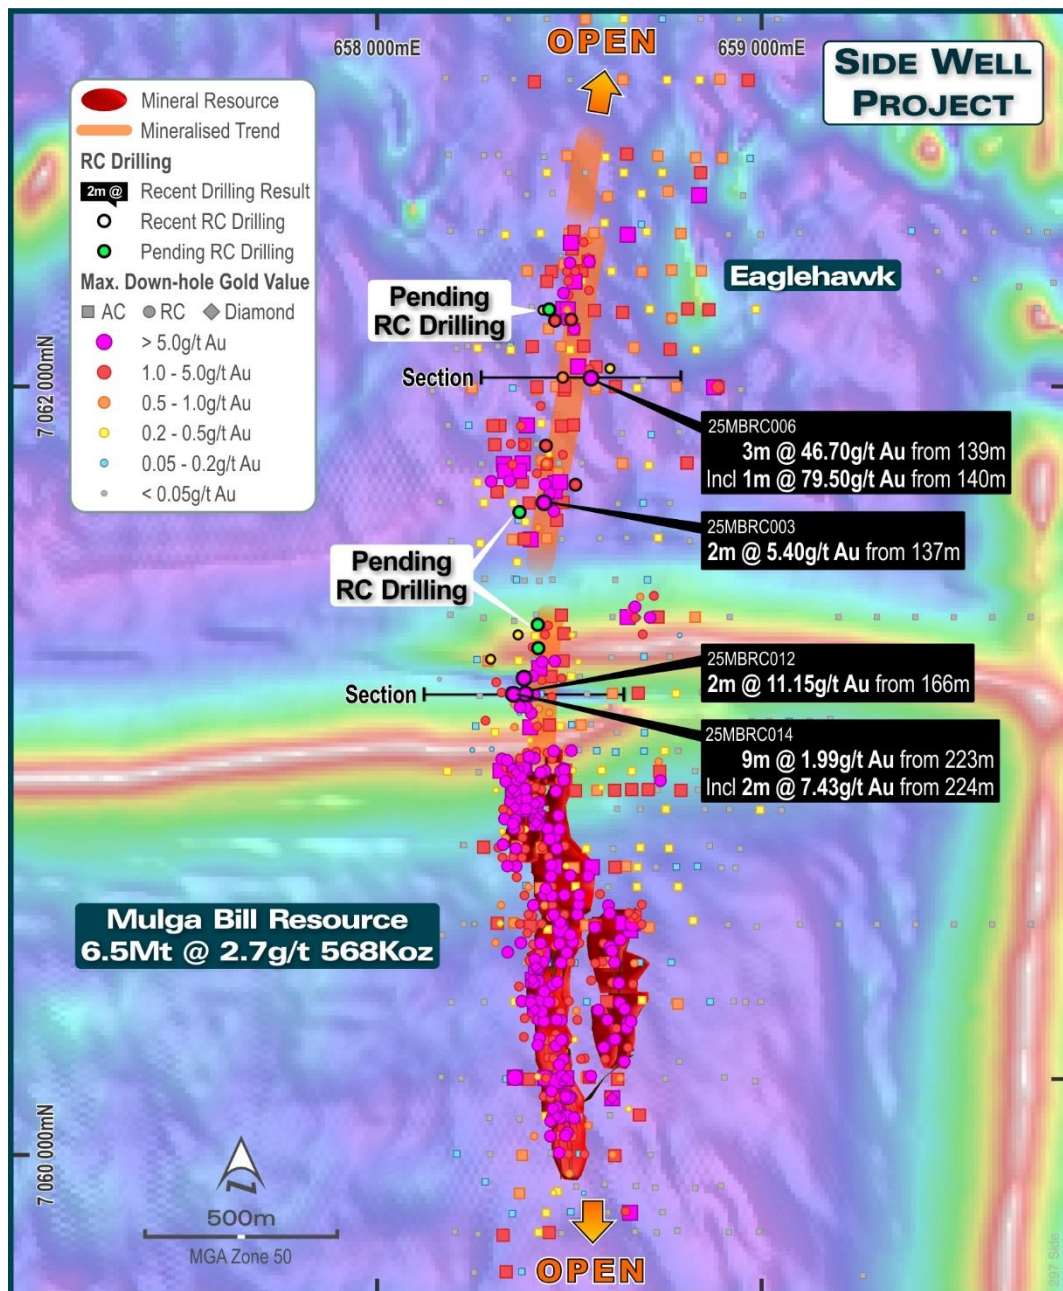 658 000mE
OPEN
659 000mE
SIDE WELL
PROJECT
Mineral Resource
Mineralised Trend
RC Drilling
2m @
Recent Drilling Result
Recent RC Drilling
Pending RC Drilling
Max. Down-hole Gold Value
AC
RC
Diamond
> 5.0g/t Au
1.0 - 5.0g/t Au
0.5 - 1.0g/t Au
0.2 - 0.5g/t Au
0.05 - 0.2g/t Au
< 0.05g/t Au
Eaglehawk
Pending
RC Drilling
Section
7 062 000mN
25MBRC006
3m @ 46.70g/t Au from 139m
Incl 1m @ 79.50g/t Au from 140m
25MBRC003
2m @ 5.40g/t Au from 137m
Pending
RC Drilling
25MBRC012
2m @ 11.15g/t Au from 166m
Section
25MBRC014
9m @ 1.99g/t Au from 223m
Incl 2m @ 7.43g/t Au from 224m
Mulga Bill Resource
6.5Mt @ 2.7g/t 568Koz
7 060 000mN
500m
MGA Zone 50
OPEN